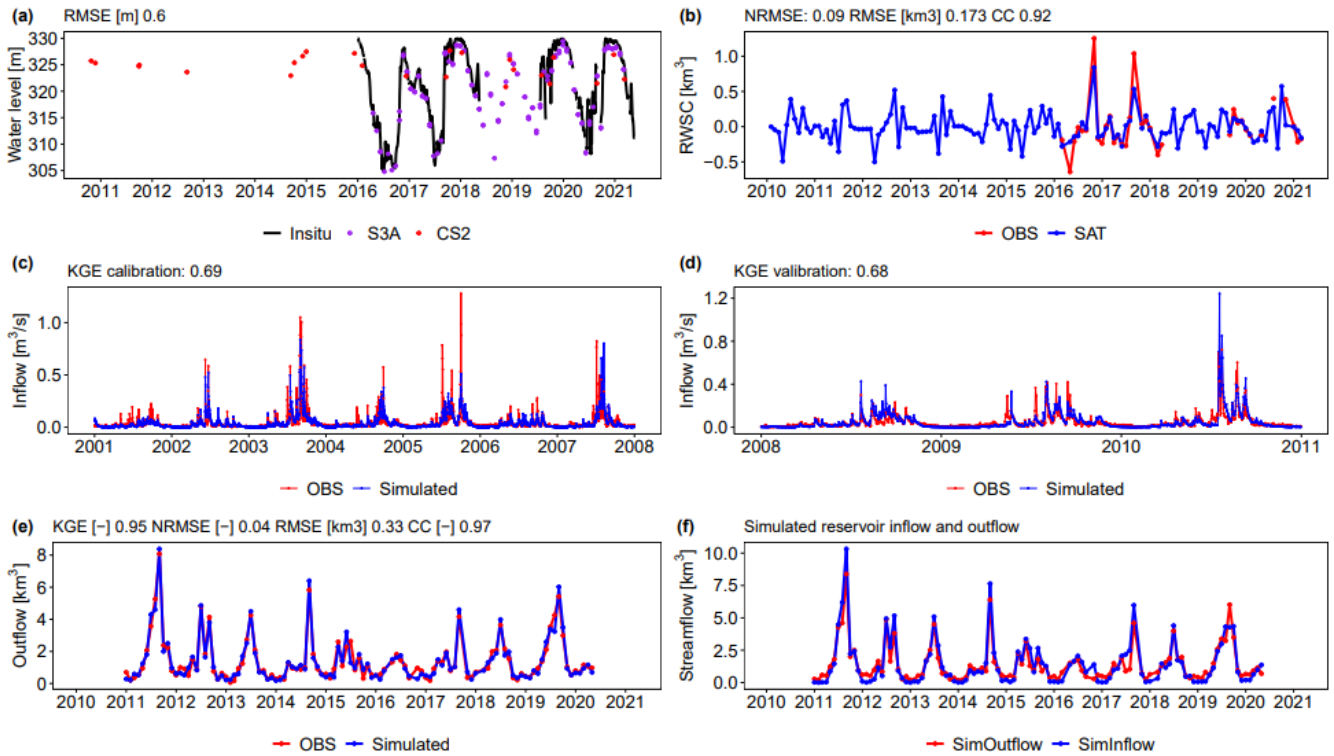 (a) RMSE [m] 0.6
Water level [m]
330
325
320
315
310
305
2011 2012 2013 2014 2015 2016 2017 2018 2019 2020 2021
Insitu S3A CS2
(b) NRMSE: 0.09 RMSE [km3] 0.173 CC 0.92
RWSC [km³]
1.0
0.5
0.0
−0.5
2010 2011 2012 2013 2014 2015 2016 2017 2018 2019 2020 2021
OBS SAT
(c) KGE calibration: 0.69
Inflow [m³/s]
1.0
0.5
0.0
2001 2002 2003 2004 2005 2006 2007 2008
OBS Simulated
(d) KGE valibration: 0.68
Inflow [m³/s]
1.2
0.8
0.4
0.0
2008 2009 2010 2011
OBS Simulated
(e) KGE [−] 0.95 NRMSE [−] 0.04 RMSE [km3] 0.33 CC [−] 0.97
Outflow [km³]
8
6
4
2
0
2010 2011 2012 2013 2014 2015 2016 2017 2018 2019 2020 2021
OBS Simulated
(f) Simulated reservoir inflow and outflow
Streamflow [km³]
10.0
7.5
5.0
2.5
0.0
2010 2011 2012 2013 2014 2015 2016 2017 2018 2019 2020 2021
SimOutflow SimInflow